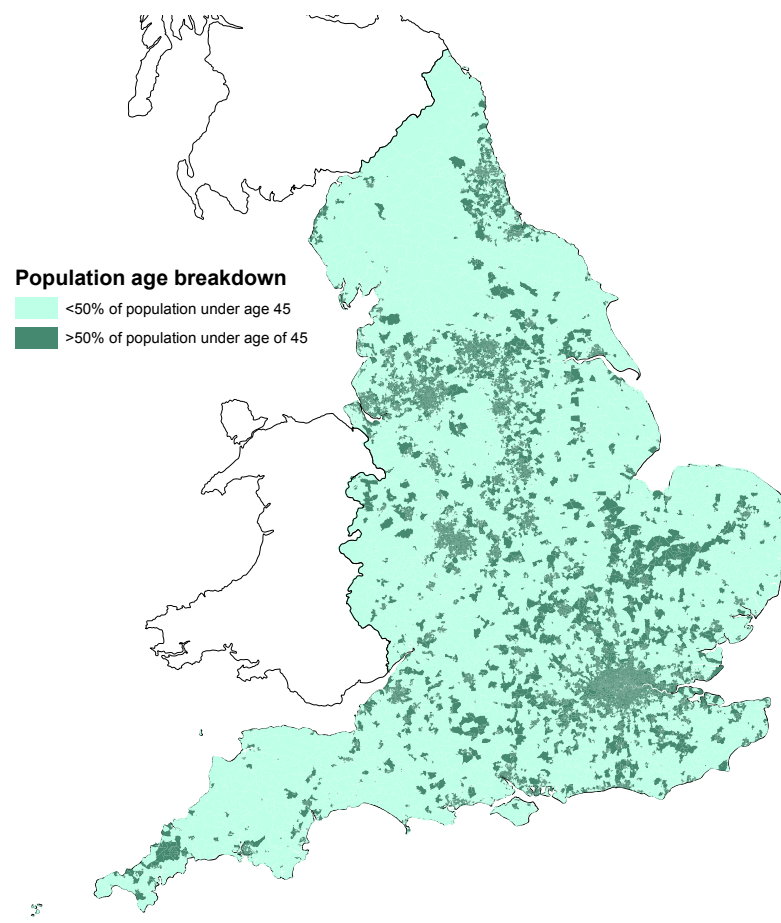 Population age breakdown
<50% of population under age 45
>50% of population under age of 45